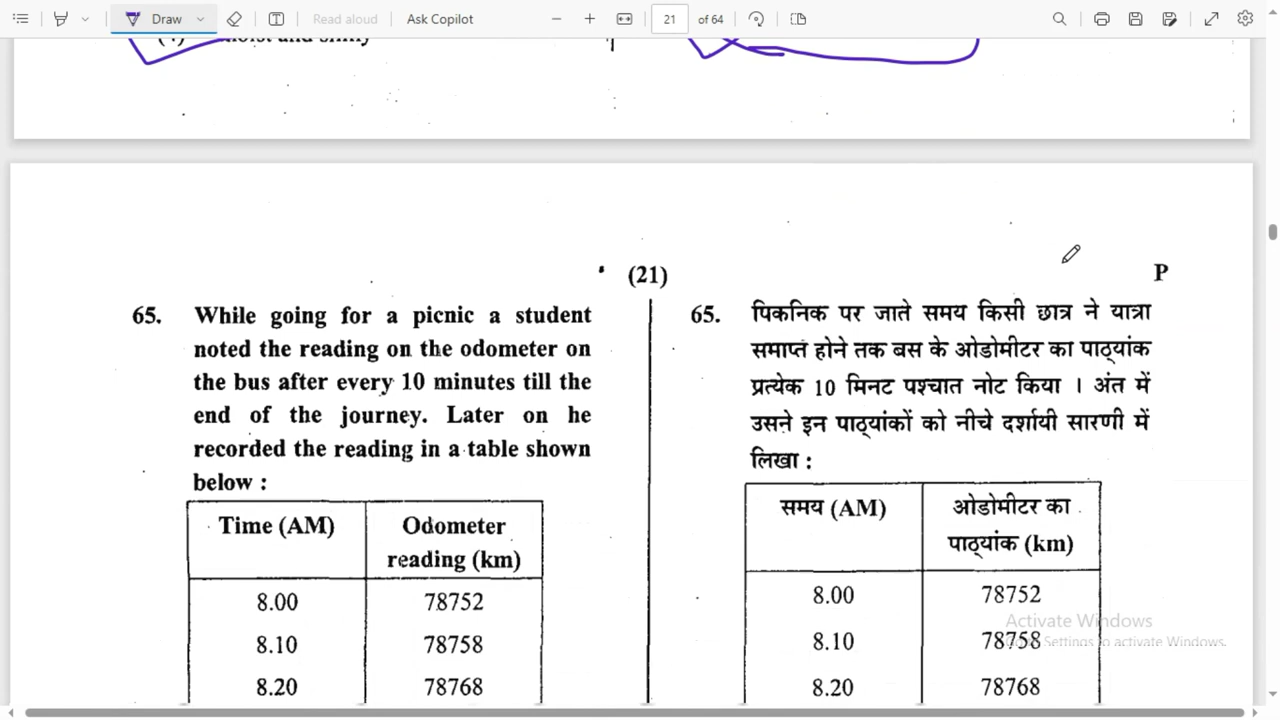 Draw
Read aloud
Ask Copilot
21
of 64
(21)
P
65. While going for a picnic a student
noted the reading on the odometer on
the bus after every 10 minutes till the
end of the journey. Later on he
recorded the reading in a table shown
below :
Time (AM) Odometer
reading (km)
8.00 78752
8.10 78758
8.20 78768
65. पिकनिक पर जाते समय किसी छात्र ने यात्रा
समाप्त होने तक बस के ओडोमीटर का पाठ्यांक
प्रत्येक 10 मिनट पश्चात नोट किया । अंत में
उसने इन पाठ्यांकों को नीचे दर्शायी सारणी में
लिखा :
समय (AM) ओडोमीटर का
पाठ्यांक (km)
8.00 78752
8.10 78758
8.20 78768
Activate Windows
Settings to activate Windows.